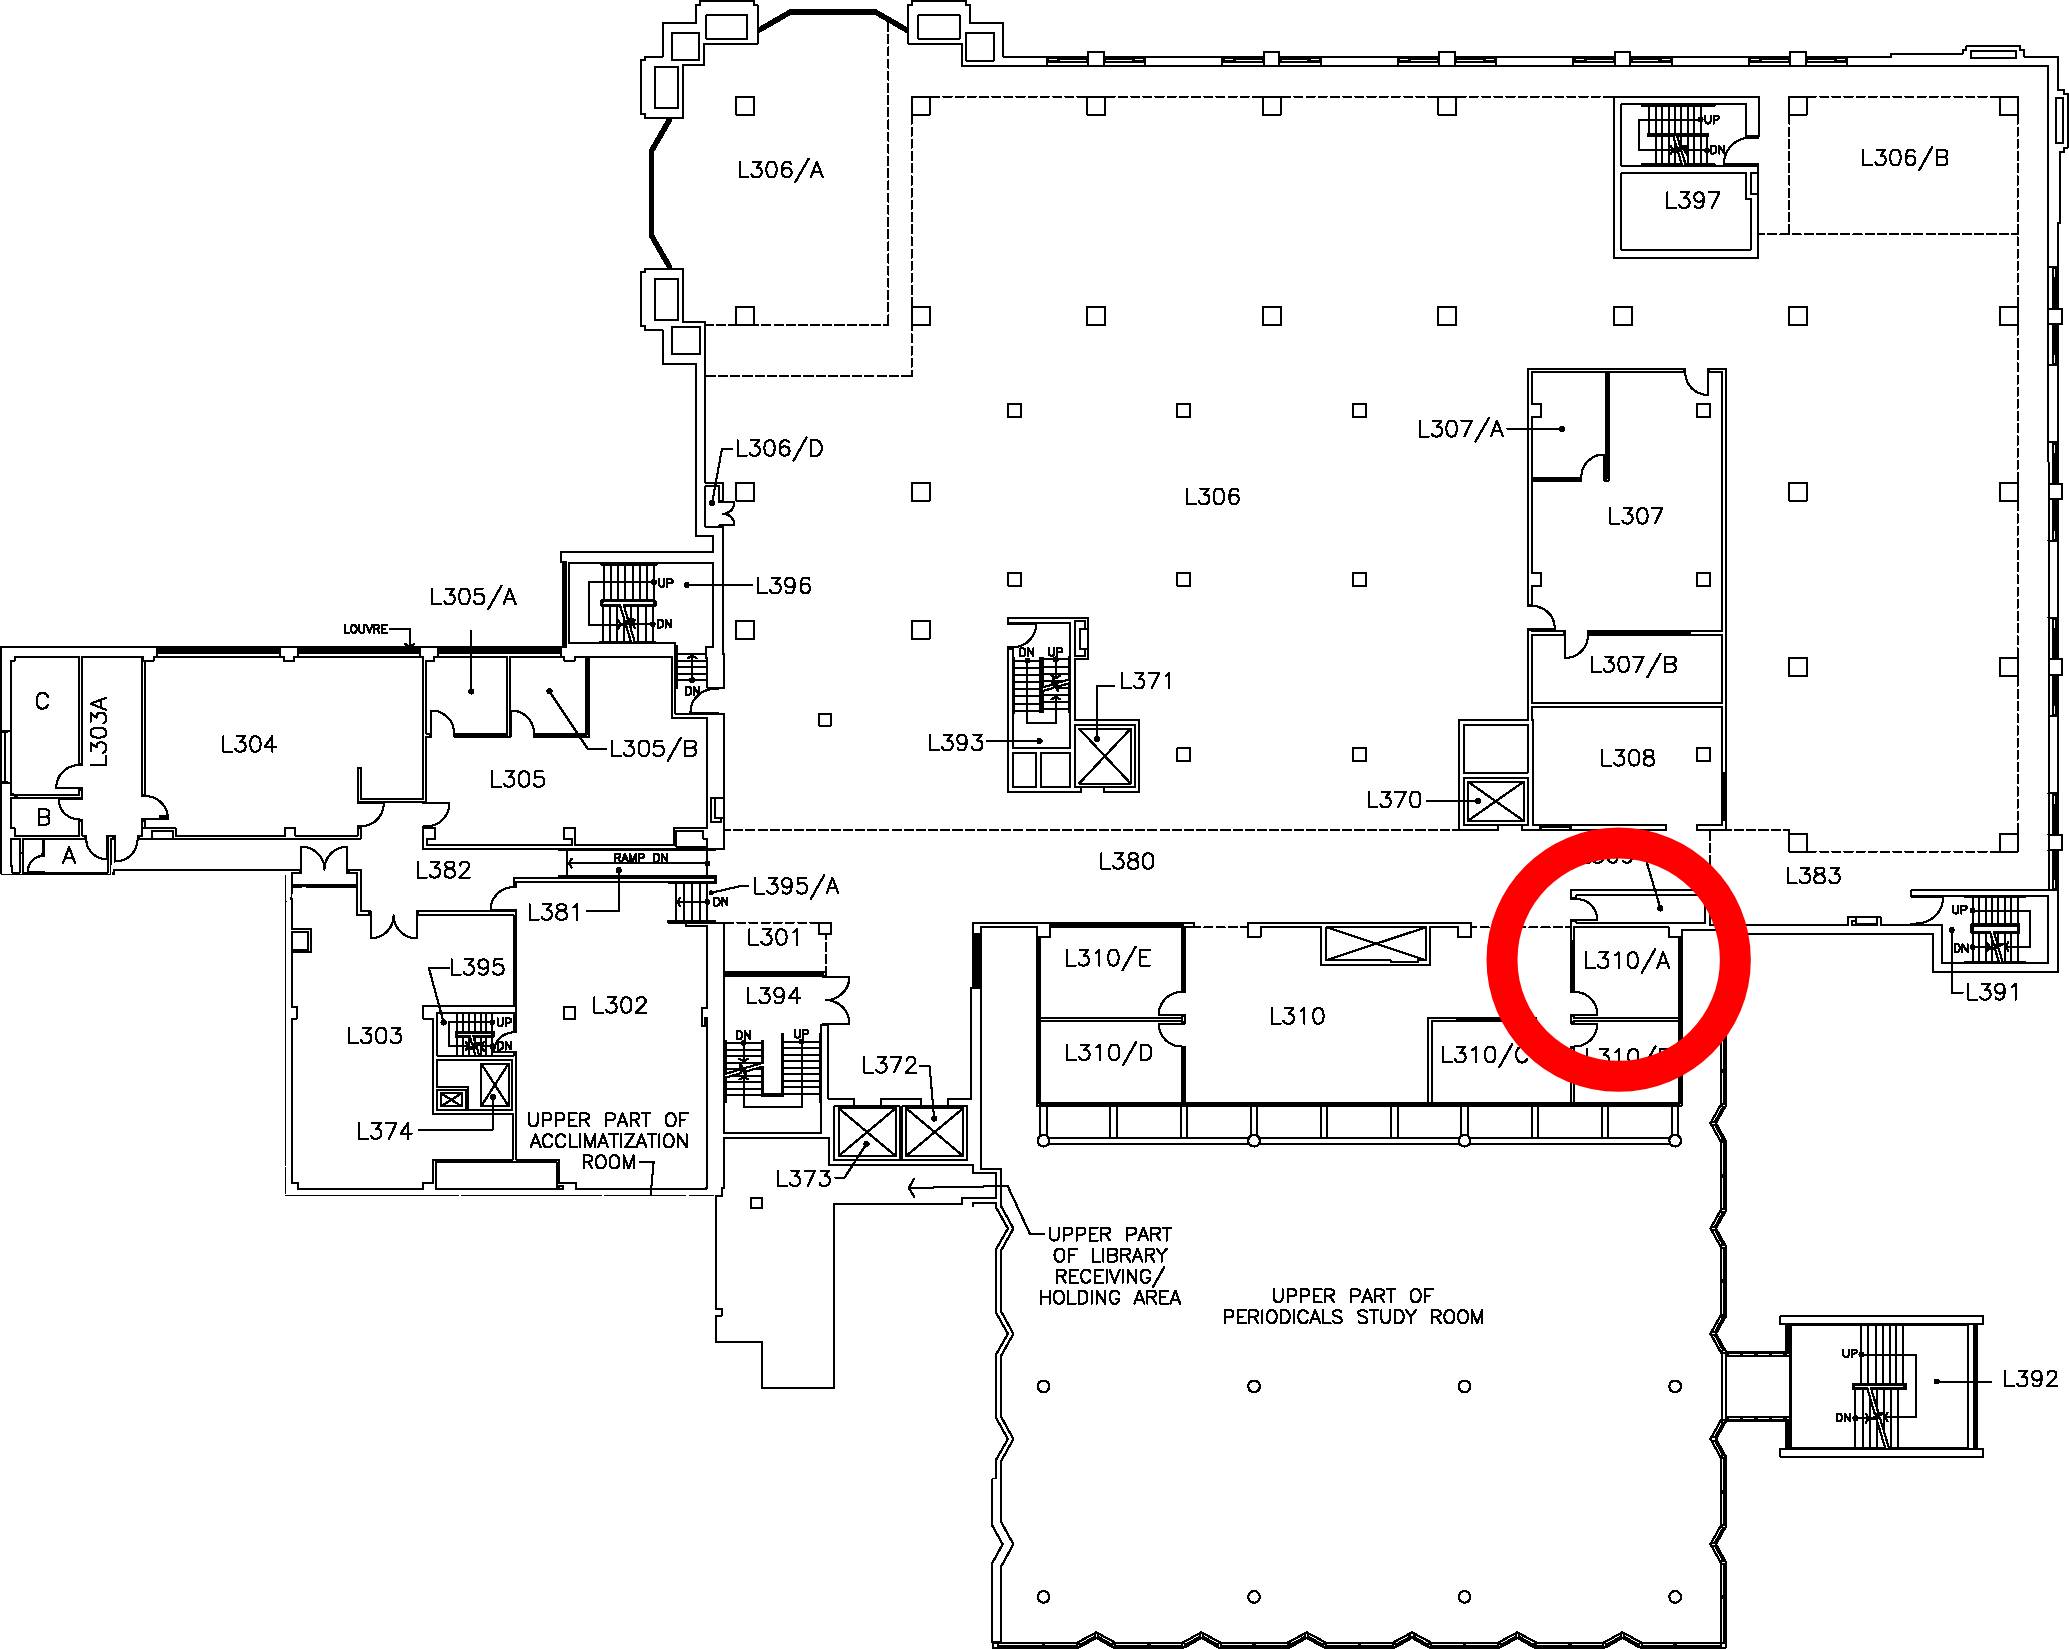 L306/A
UP
DN
L397
L306/B
L307/A
L306/D
L306
L307
L396
UP
DN
L305/A
LOUVRE
DN
UP
L307/B
L371
DN
C
L303A
L304
L305/B
L305
L393
L308
L370
B
A
RAMP DN
L380
L382
L383
L395/A
DN
L381
UP
L301
DN
L310/E
L310/A
L395
L394
L391
L302
L310
L303
UP
DN
DN
UP
L310/D
L310/C
L372
L374
UPPER PART OF
ACCLIMATIZATION
ROOM
L373
UPPER PART
OF LIBRARY
RECEIVING/
HOLDING AREA
UPPER PART OF
PERIODICALS STUDY ROOM
UP
L392
DN